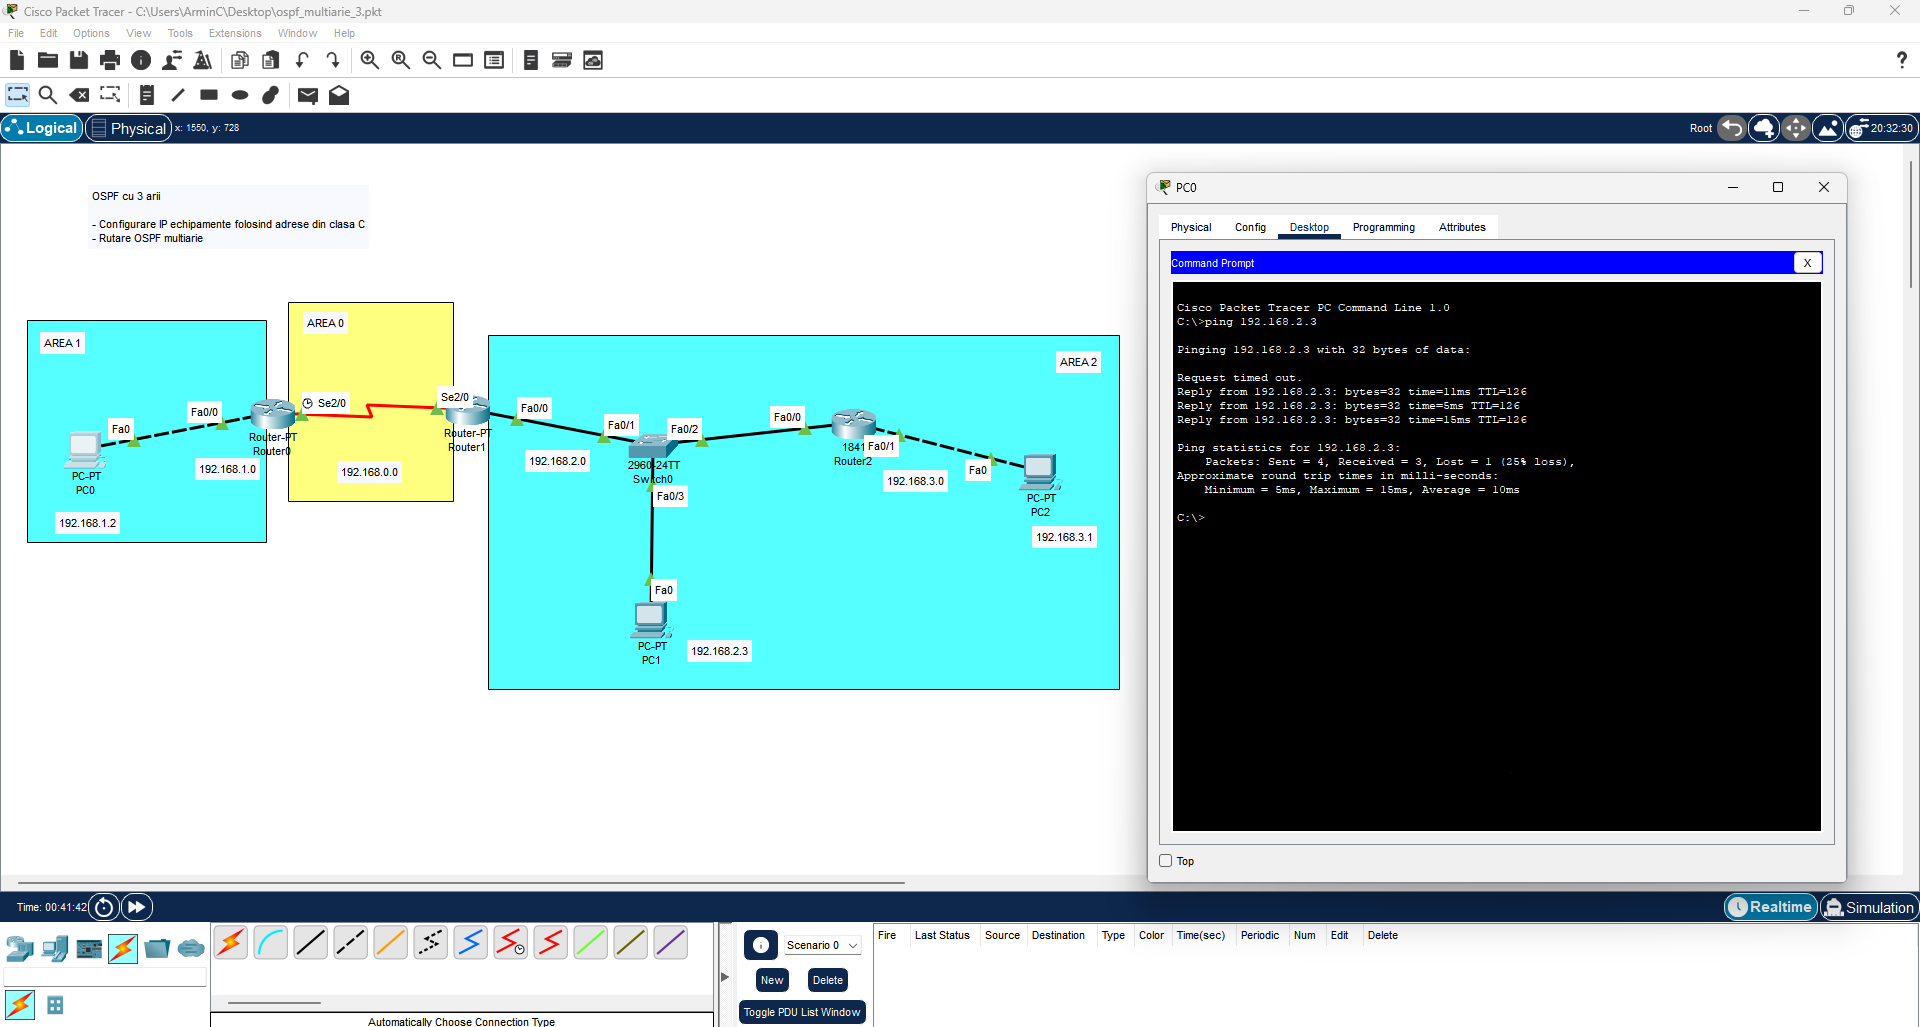 Cisco Packet Tracer - C:\Users\ArminC\Desktop\ospf_multiarie_3.pkt
File Edit Options View Tools Extensions Window Help
Logical Physical x: 1550, y: 728 Root 20:32:30
OSPF cu 3 arii
- Configurare IP echipamente folosind adrese din clasa C
- Rutare OSPF multiarie
AREA 1
Fa0
Fa0/0
PC-PT
PC0
192.168.1.0
192.168.1.2
Router-PT
Router0
AREA 0
Se2/0
Se2/0
192.168.0.0
Router-PT
Router1
AREA 2
Fa0/0
Fa0/1
Fa0/2
192.168.2.0
2960-24TT
Switch0
Fa0/3
Fa0
PC-PT
PC1
192.168.2.3
Fa0/0
1841
Router2
Fa0/1
192.168.3.0
Fa0
PC-PT
PC2
192.168.3.1
PC0
Physical Config Desktop Programming Attributes
Command Prompt X
Cisco Packet Tracer PC Command Line 1.0
C:\>ping 192.168.2.3
Pinging 192.168.2.3 with 32 bytes of data:
Request timed out.
Reply from 192.168.2.3: bytes=32 time=11ms TTL=126
Reply from 192.168.2.3: bytes=32 time=5ms TTL=126
Reply from 192.168.2.3: bytes=32 time=15ms TTL=126
Ping statistics for 192.168.2.3:
Packets: Sent = 4, Received = 3, Lost = 1 (25% loss),
Approximate round trip times in milli-seconds:
Minimum = 5ms, Maximum = 15ms, Average = 10ms
C:\>
Top
Time: 00:41:42 Realtime Simulation
Scenario 0
New Delete
Toggle PDU List Window
Fire Last Status Source Destination Type Color Time(sec) Periodic Num Edit Delete
Automatically Choose Connection Type